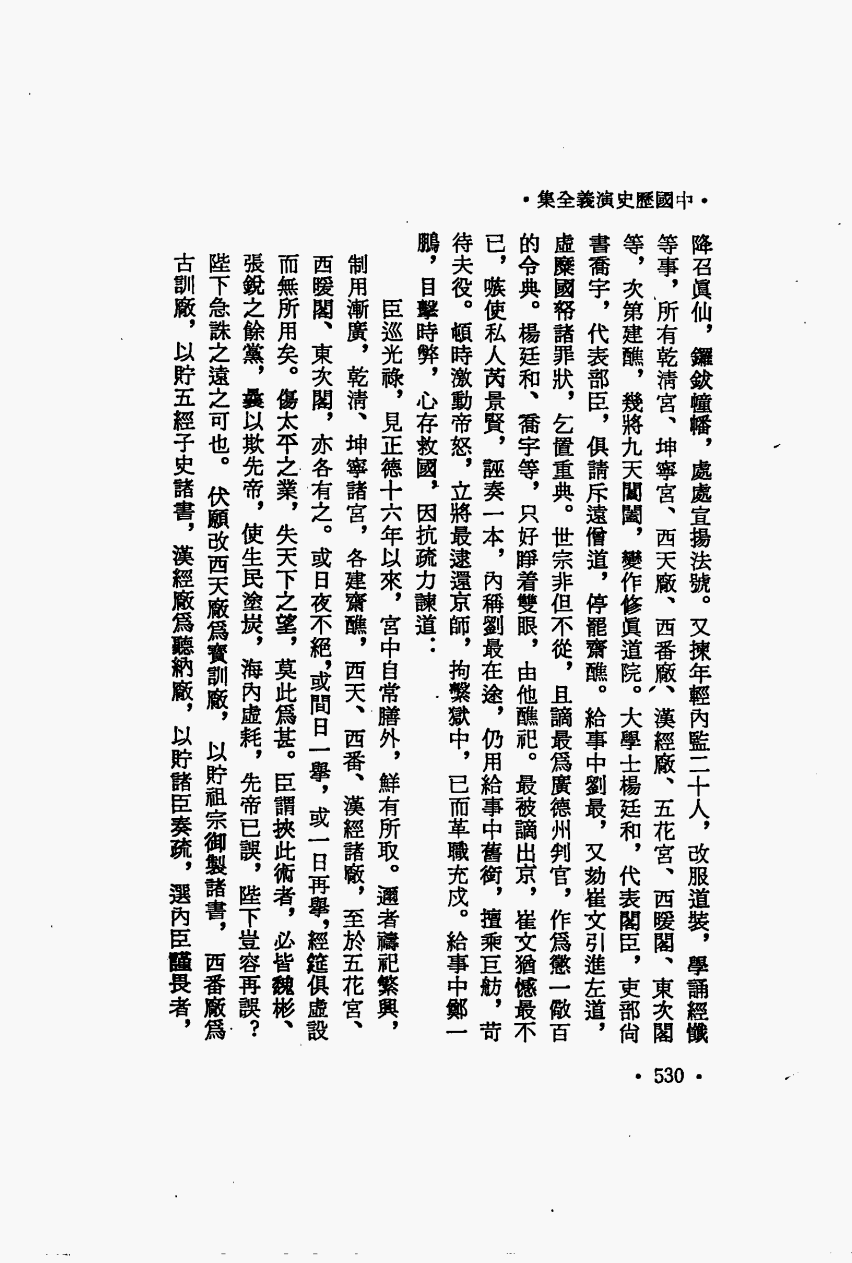 •中國歷史演義全集•
降召眞仙，鑼鈸幢幡，處處宣揚法號。又揀年輕內監二十人，改服道裝，學誦經懺
等事，所有乾淸宮、坤寧宮、西天廠、西番廠、漢經廠、五花宮、西暖閣、東次閣
等，次第建醮，幾將九天閶闔，變作修眞道院。大學士楊廷和，代表閣臣，吏部尙
書喬宇，代表部臣，俱請斥遠僧道，停罷齋醮。給事中劉最，又劾崔文引進左道，
虛糜國帑諸罪狀，乞置重典。世宗非但不從，且謫最爲廣德州判官，作爲懲一儆百
的令典。楊廷和、喬宇等，只好睜着雙眼，由他醮祀。最被謫出京，崔文猶憾最不
已，嗾使私人芮景賢，誣奏一本，內稱劉最在途，仍用給事中舊銜，擅乘巨舫，苛
待夫役。頓時激動帝怒，立將最逮還京師，拘繫獄中，已而革職充戍。給事中鄭一
鵬，目擊時弊，心存救國，因抗疏力諫道：
臣巡光祿，見正德十六年以來，宮中自常膳外，鮮有所取。邇者禱祀繁興，
制用漸廣，乾淸、坤寧諸宮，各建齋醮，西天、西番、漢經諸廠，至於五花宮、
西暖閣、東次閣，亦各有之。或日夜不絕，或間日一舉，或一日再舉，經筵俱虛設
而無所用矣。傷太平之業，失天下之望，莫此爲甚。臣謂挾此術者，必皆魏彬、
張銳之餘黨，曩以欺先帝，使生民塗炭，海內虛耗，先帝已誤，陛下豈容再誤？
陛下急誅之遠之可也。伏願改西天廠爲寶訓廠，以貯祖宗御製諸書，西番廠爲
古訓廠，以貯五經子史諸書，漢經廠爲聽納廠，以貯諸臣奏疏，選內臣謹畏者，
•530•